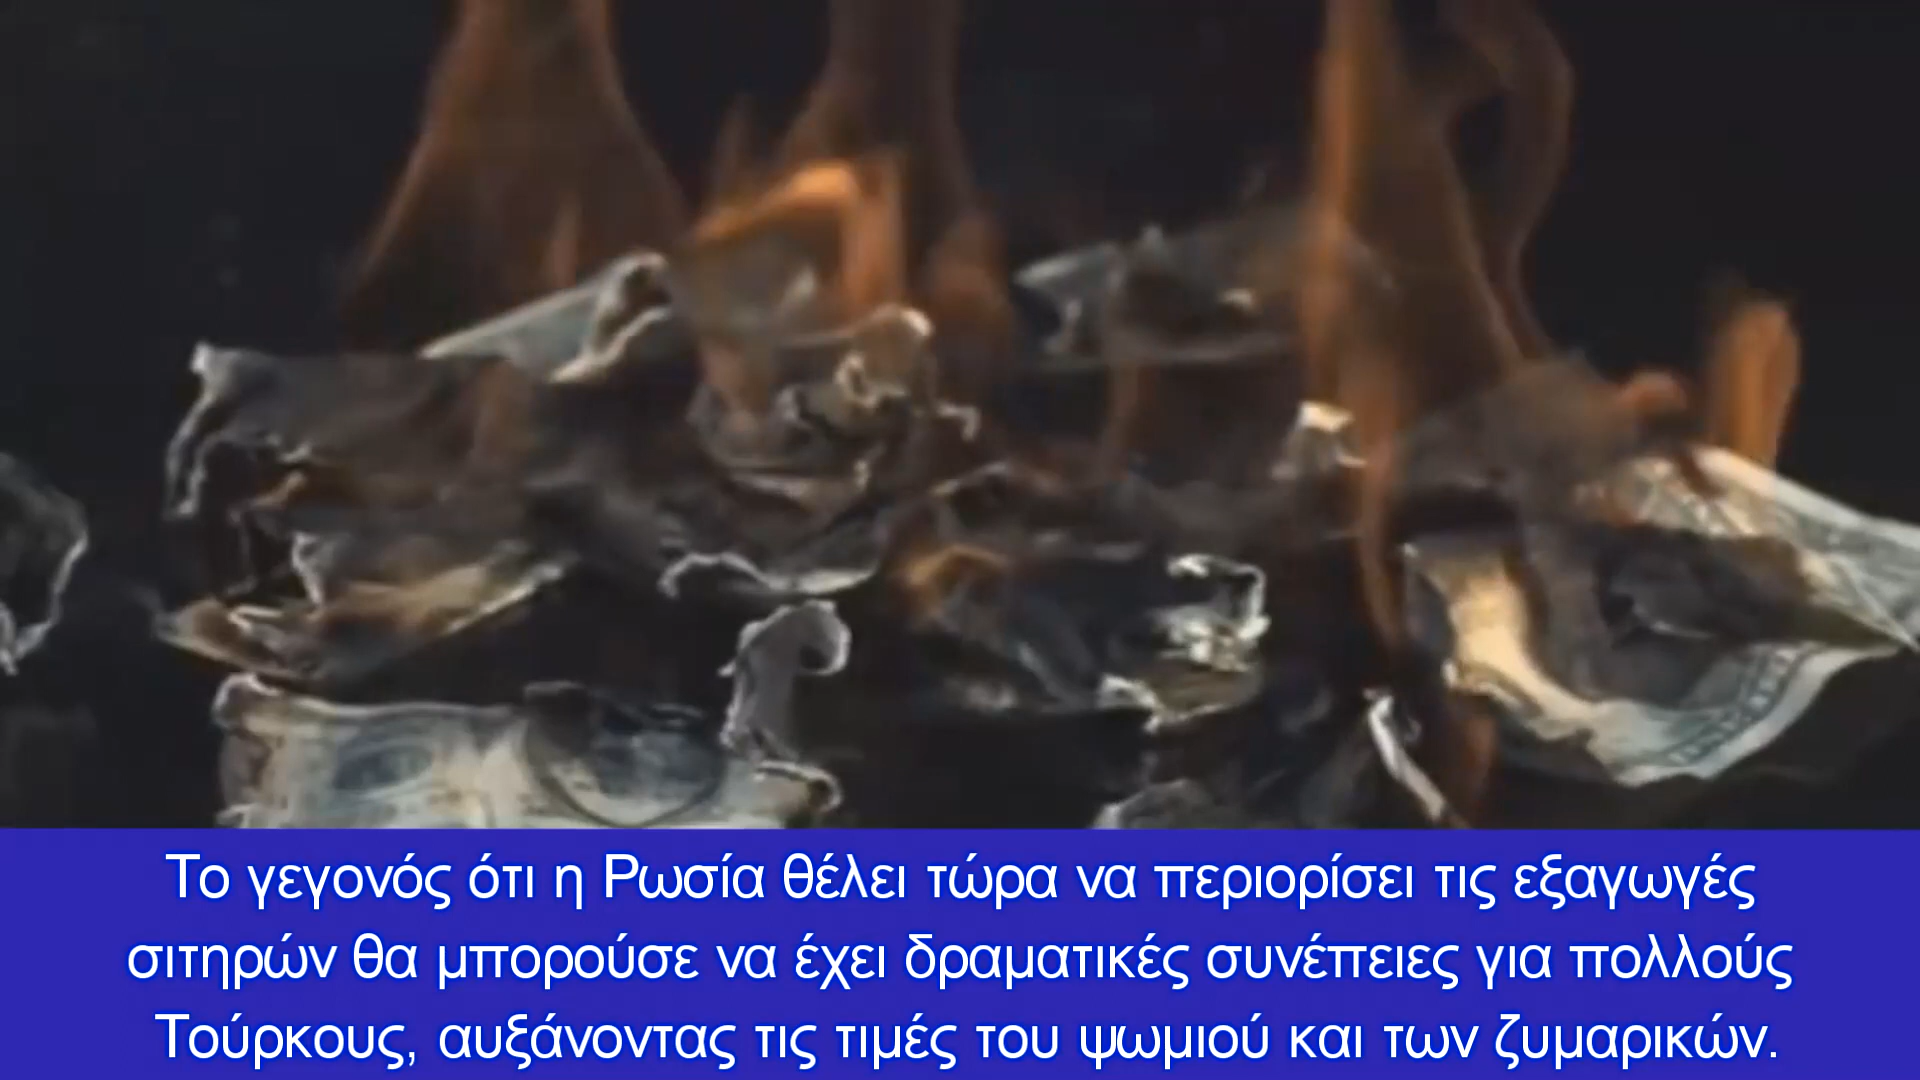 Το γεγονός ότι η Ρωσία θέλει τώρα να περιορίσει τις εξαγωγές
σιτηρών θα μπορούσε να έχει δραματικές συνέπειες για πολλούς
Τούρκους, αυξάνοντας τις τιμές του ψωμιού και των ζυμαρικών.